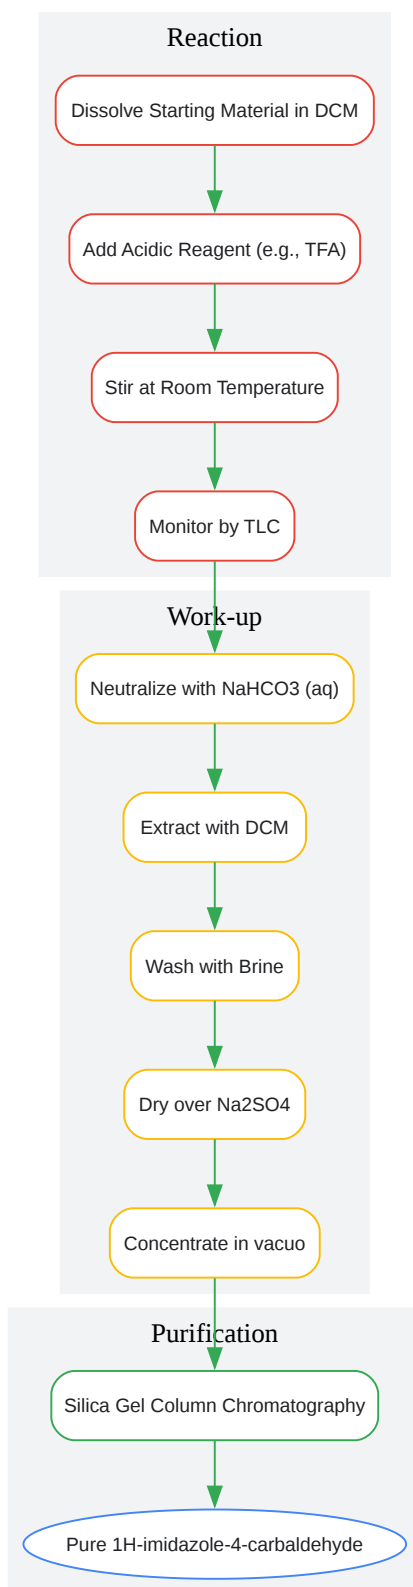 Reaction
Dissolve Starting Material in DCM
Add Acidic Reagent (e.g., TFA)
Stir at Room Temperature
Monitor by TLC
Work-up
Neutralize with NaHCO3 (aq)
Extract with DCM
Wash with Brine
Dry over Na2SO4
Concentrate in vacuo
Purification
Silica Gel Column Chromatography
Pure 1H-imidazole-4-carbaldehyde